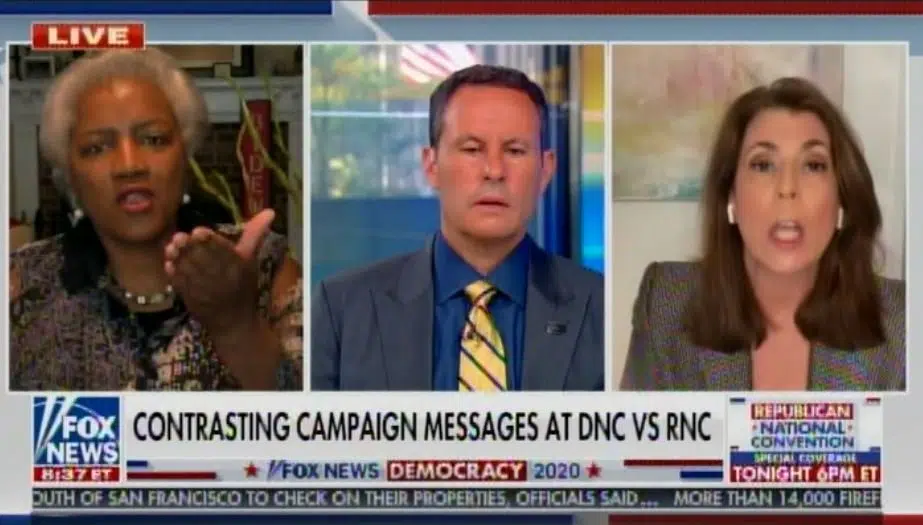 LIVE
FOX
NEWS
8:37 ET
CONTRASTING CAMPAIGN MESSAGES AT DNC VS RNC
FOX NEWS DEMOCRACY 2020
REPUBLICAN
NATIONAL
CONVENTION
SPECIAL COVERAGE
TONIGHT 6PM ET
OUTH OF SAN FRANCISCO TO CHECK ON THEIR PROPERTIES, OFFICIALS SAID... MORE THAN 14,000 FIREF